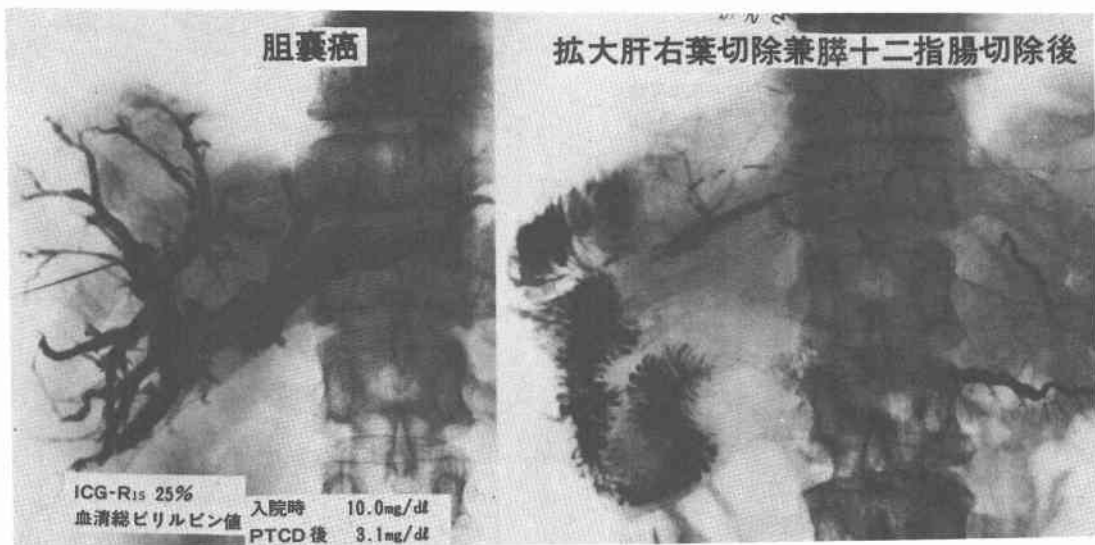 胆嚢癌
拡大肝右葉切除兼膵十二指腸切除後
ICG-R₁₅ 25%
血清総ビリルビン値
入院時 10.0mg/dl
PTCD後 3.1mg/dl